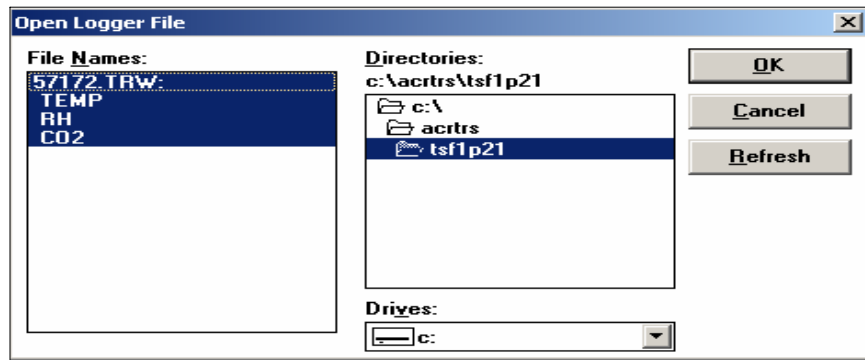 Open Logger File
File Names:
57172.TRW:
TEMP
RH
CO2
Directories:
c:\acrtrs\tsf1p21
c:\
acrtrs
tsf1p21
Drives:
c:
OK
Cancel
Refresh